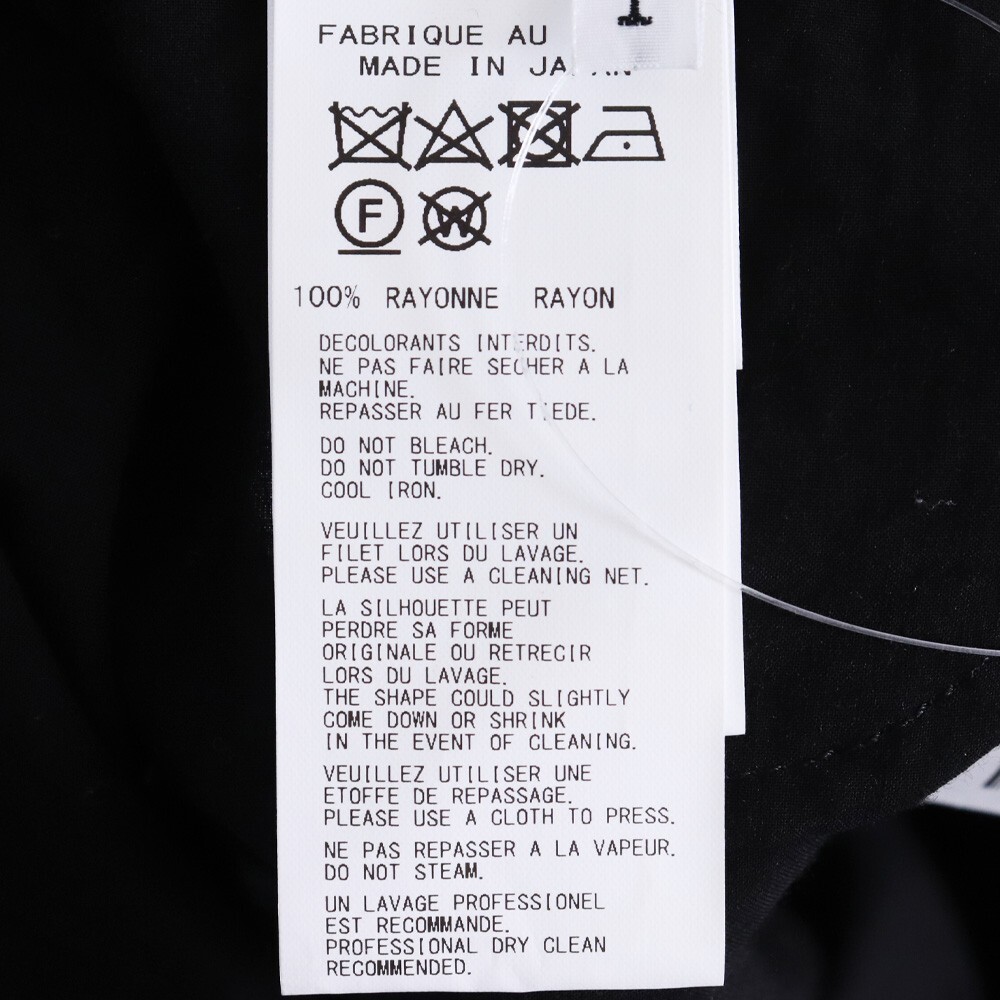 FABRIQUE AU
MADE IN
F
W
100% RAYONNE RAYON
DECOLORANTS INTERDITS.
NE PAS FAIRE SECHER A LA
MACHINE.
REPASSER AU FER TIEDE.
DO NOT BLEACH.
DO NOT TUMBLE DRY.
COOL IRON.
VEUILLEZ UTILISER UN
FILET LORS DU LAVAGE.
PLEASE USE A CLEANING NET.
LA SILHOUETTE PEUT
PERDRE SA FORME
ORIGINALE OU RETRECIR
LORS DU LAVAGE.
THE SHAPE COULD SLIGHTLY
COME DOWN OR SHRINK
IN THE EVENT OF CLEANING.
VEUILLEZ UTILISER UNE
ETOFFE DE REPASSAGE.
PLEASE USE A CLOTH TO PRESS.
NE PAS REPASSER A LA VAPEUR.
DO NOT STEAM.
UN LAVAGE PROFESSIONEL
EST RECOMMANDE.
PROFESSIONAL DRY CLEAN
RECOMMENDED.